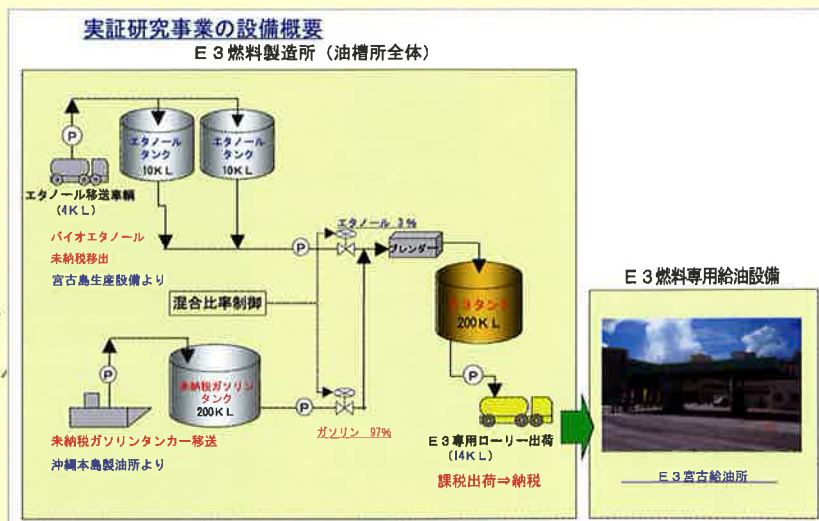 実証研究事業の設備概要
E3燃料製造所（油槽所全体）
P
エタノール
タンク
10KL
エタノール
タンク
10KL
エタノール移送車輌
(4KL)
バイオエタノール
未納税移出
宮古島生産設備より
P
エタノール 3%
ブレンダー
混合比率制御
E3タンク
200KL
P
未納税ガソリン
タンク
200KL
P
P
未納税ガソリンタンカー移送
沖縄本島製油所より
ガソリン 97%
E3専用ローリー出荷
(14KL)
課税出荷⇒納税
E3燃料専用給油設備
E3宮古給油所